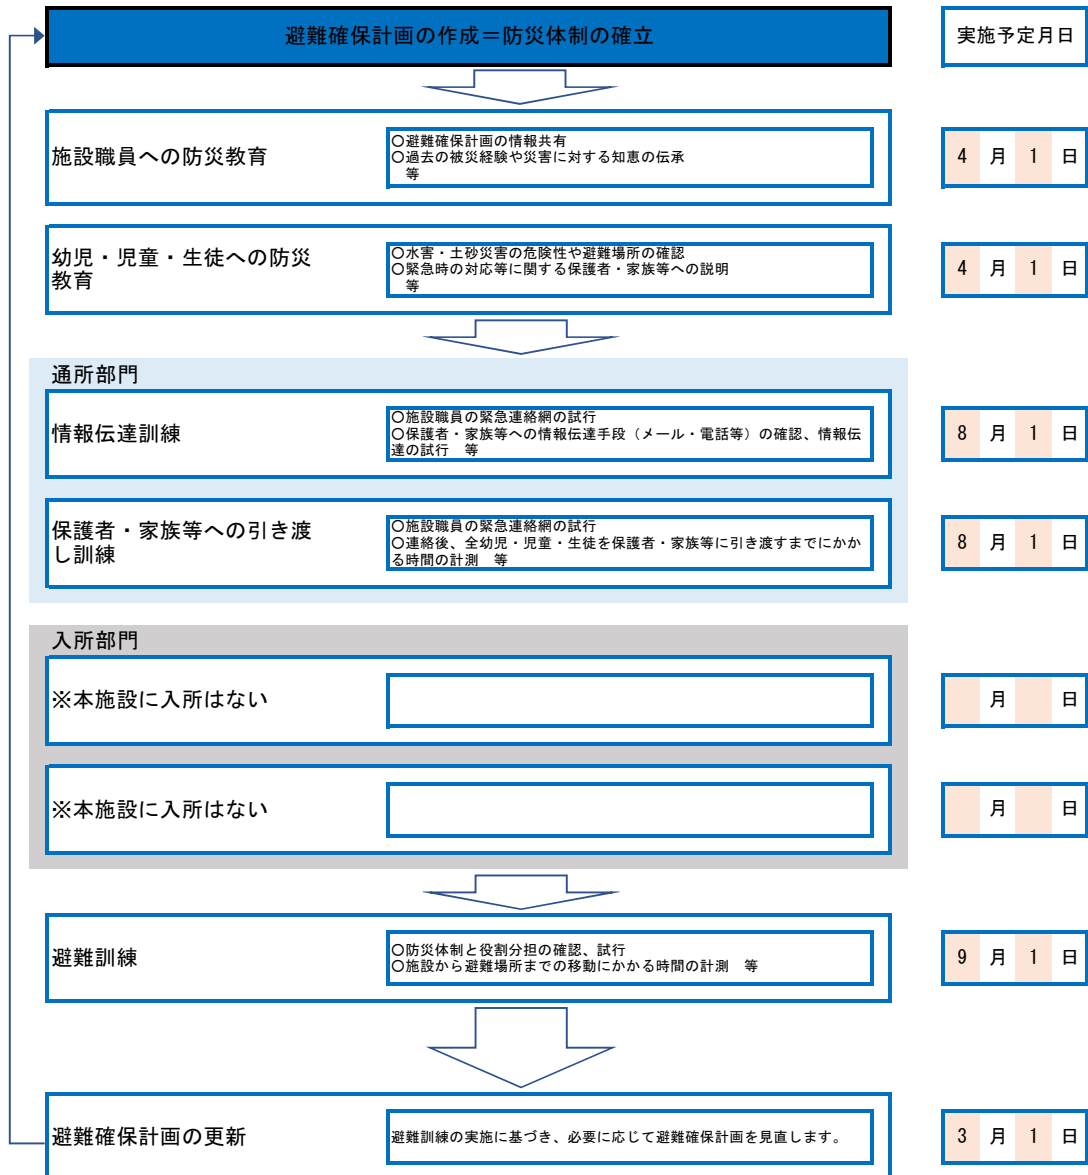 避難確保計画の作成＝防災体制の確立
実施予定月日
施設職員への防災教育
〇避難確保計画の情報共有
〇過去の被災経験や災害に対する知恵の伝承
等
4 月 1 日
幼児・児童・生徒への防災
教育
〇水害・土砂災害の危険性や避難場所の確認
〇緊急時の対応等に関する保護者・家族等への説明
等
4 月 1 日
通所部門
情報伝達訓練
〇施設職員の緊急連絡網の試行
〇保護者・家族等への情報伝達手段（メール・電話等）の確認、情報伝
達の試行　等
8 月 1 日
保護者・家族等への引き渡
し訓練
〇施設職員の緊急連絡網の試行
〇連絡後、全幼児・児童・生徒を保護者・家族等に引き渡すまでにかか
る時間の計測　等
8 月 1 日
入所部門
※本施設に入所はない
月 日
※本施設に入所はない
月 日
避難訓練
〇防災体制と役割分担の確認、試行
〇施設から避難場所までの移動にかかる時間の計測　等
9 月 1 日
避難確保計画の更新
避難訓練の実施に基づき、必要に応じて避難確保計画を見直します。
3 月 1 日